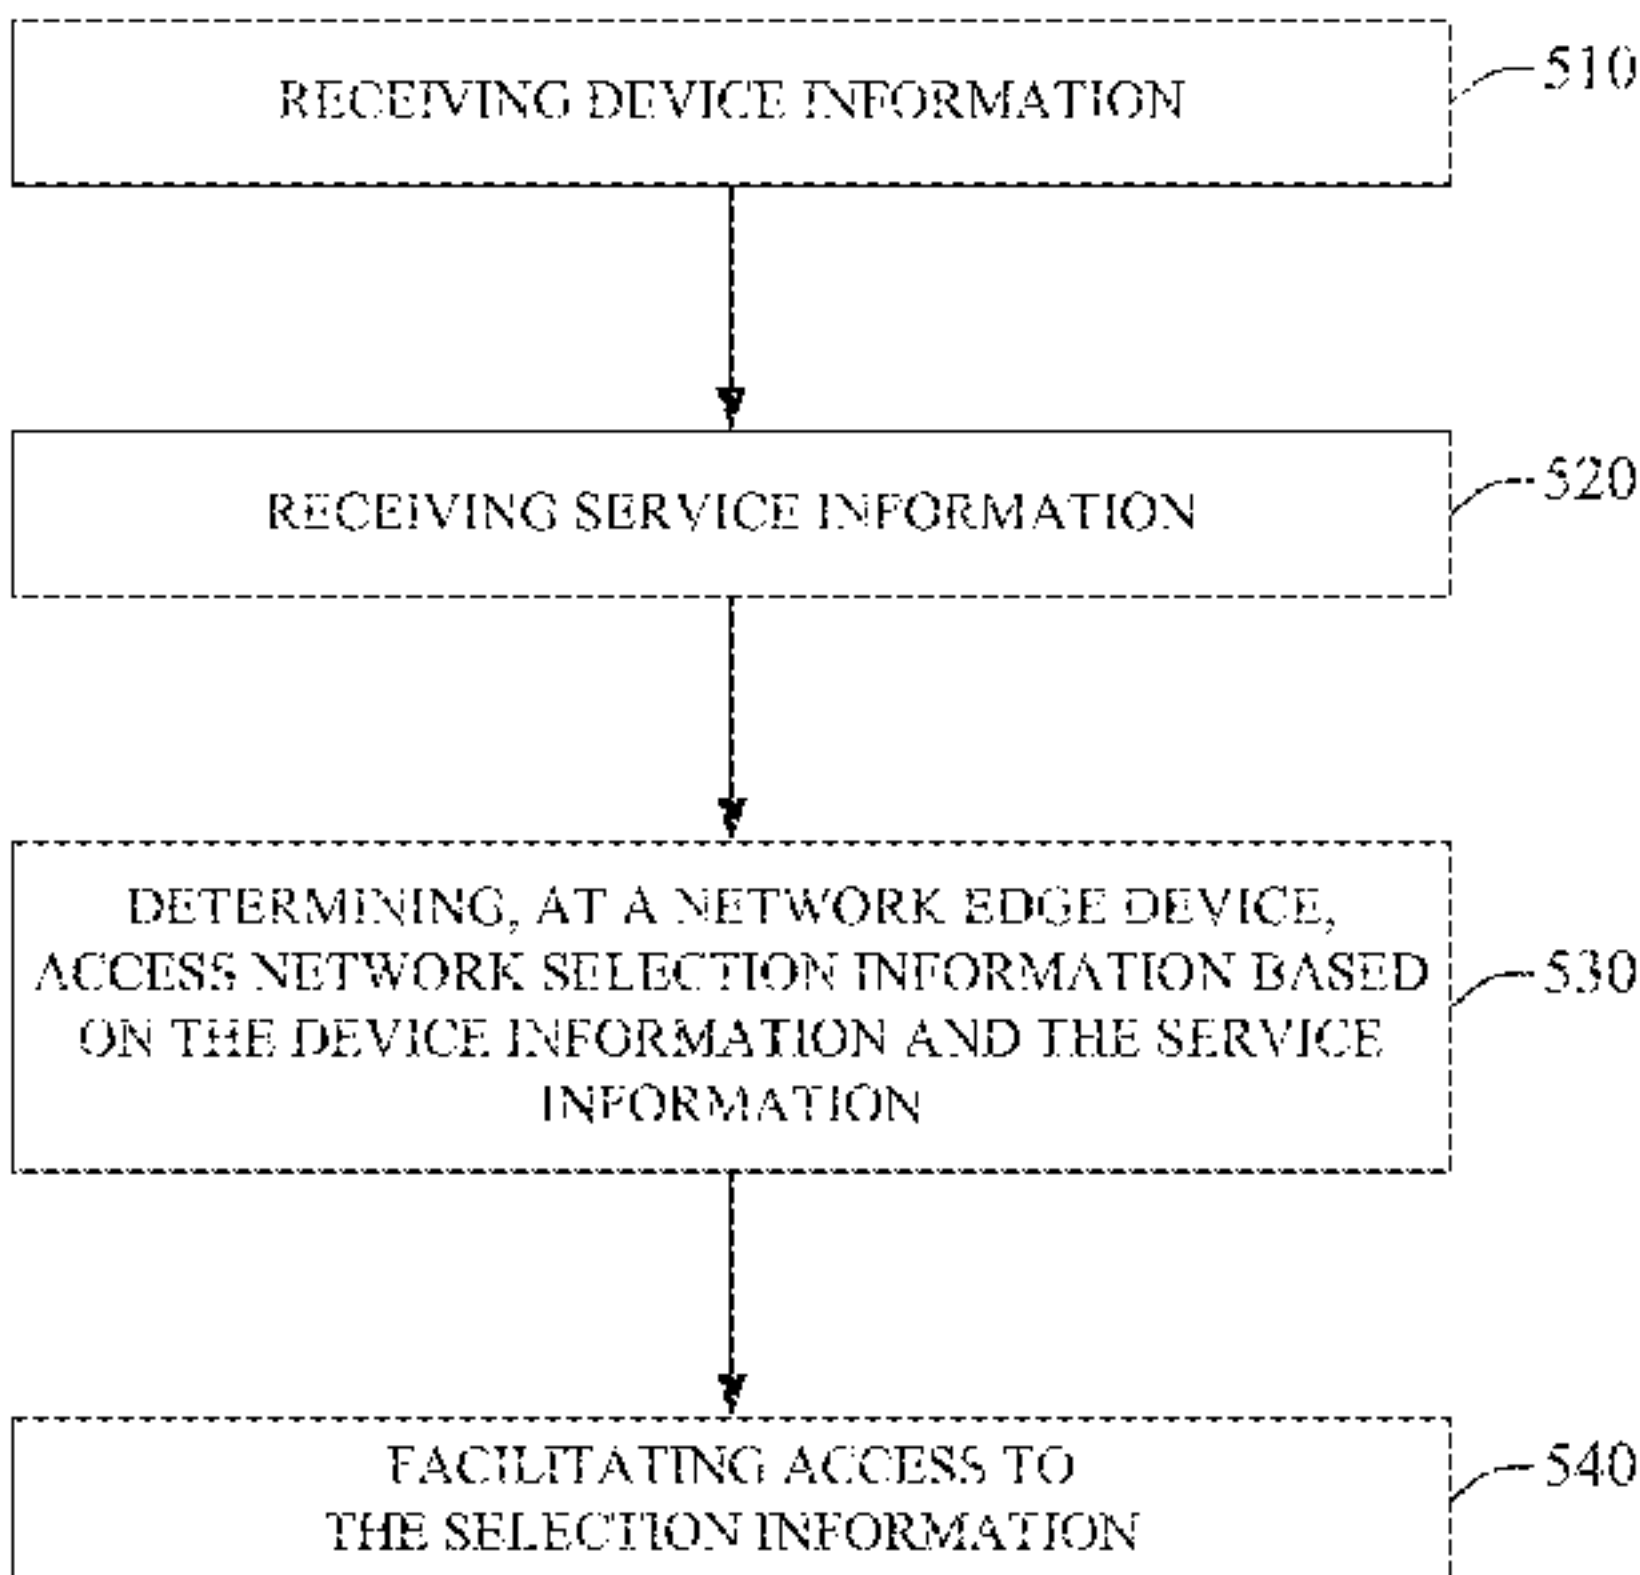 RECEIVING DEVICE INFORMATION
510
RECEIVING SERVICE INFORMATION
520
DETERMINING, AT A NETWORK EDGE DEVICE,
ACCESS NETWORK SELECTION INFORMATION BASED
ON THE DEVICE INFORMATION AND THE SERVICE
INFORMATION
530
FACILITATING ACCESS TO
THE SELECTION INFORMATION
540